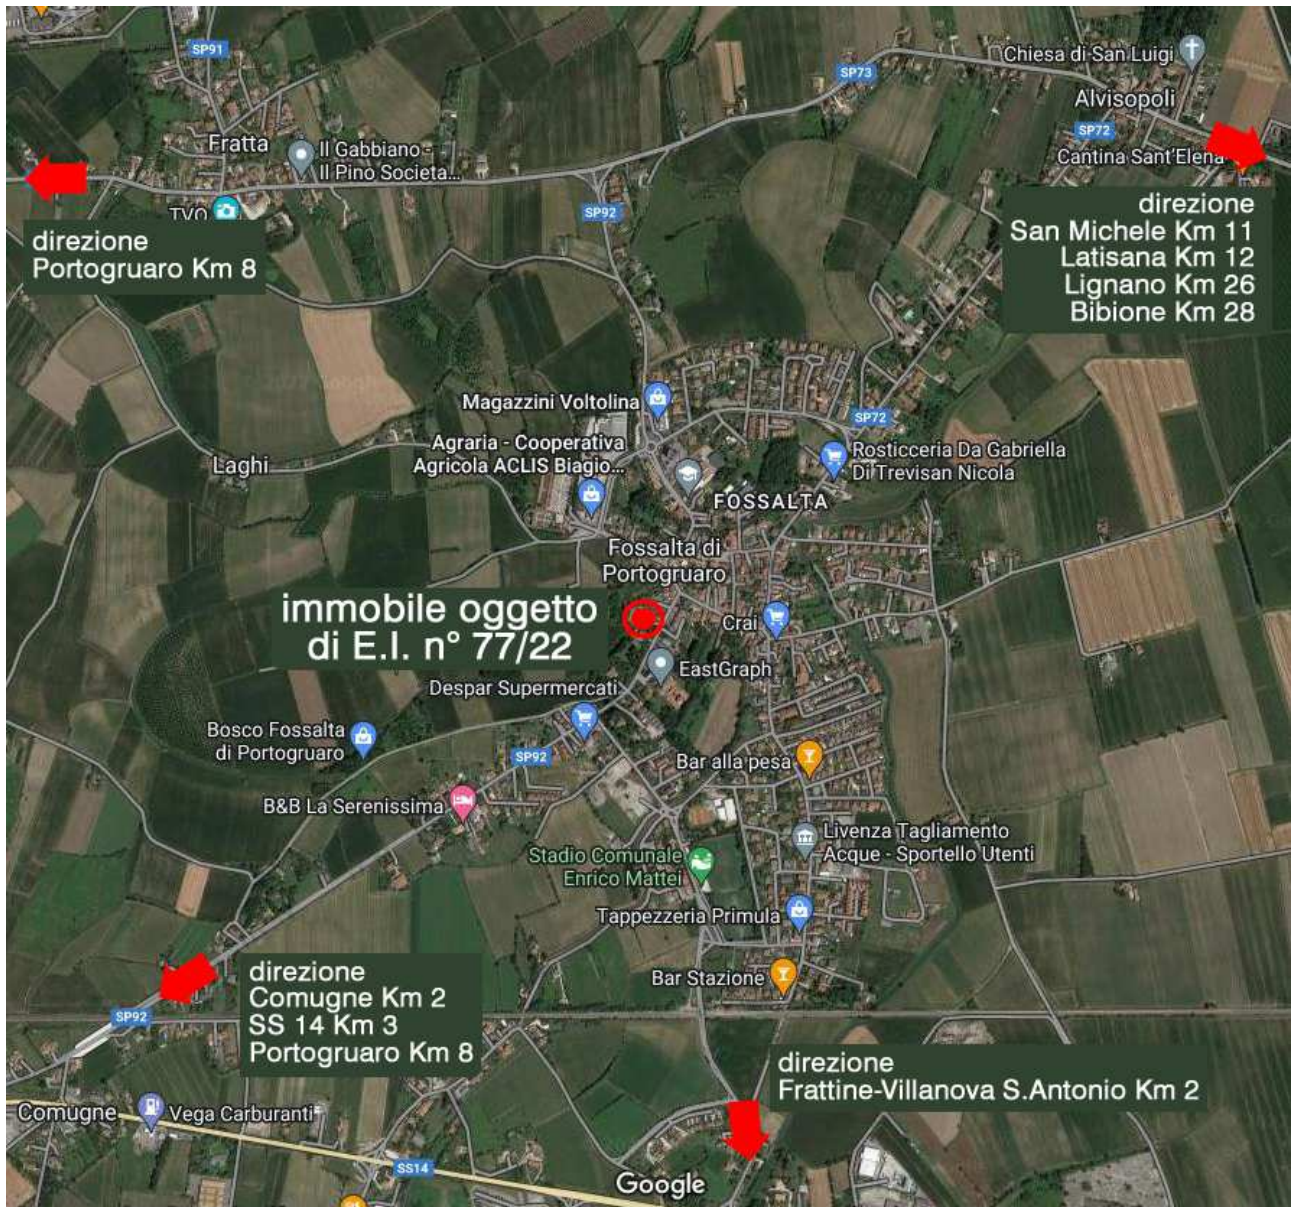 SP91
SP73
Chiesa di San Luigi
Alvisopoli
SP72
Fratta
Il Gabbiano -
Il Pino Societa...
Cantina Sant'Elena
TVO
SP92
direzione
Portogruaro Km 8
direzione
San Michele Km 11
Latisana Km 12
Lignano Km 26
Bibione Km 28
Magazzini Voltolina
SP72
Agraria - Cooperativa
Agricola ACLIS Biagio...
Laghi
Rosticceria Da Gabriella
Di Trevisan Nicola
FOSSALTA
Fossalta di
Portogruaro
immobile oggetto
di E.I. n° 77/22
Crai
EastGraph
Despar Supermercati
Bosco Fossalta
di Portogruaro
SP92
Bar alla pesa
B&B La Serenissima
Livenza Tagliamento
Acque - Sportello Utenti
Stadio Comunale
Enrico Mattei
Tappezzeria Primula
Bar Stazione
direzione
Comugne Km 2
SS 14 Km 3
Portogruaro Km 8
SP92
direzione
Frattine-Villanova S.Antonio Km 2
Comugne
Vega Carburanti
SS14
Google